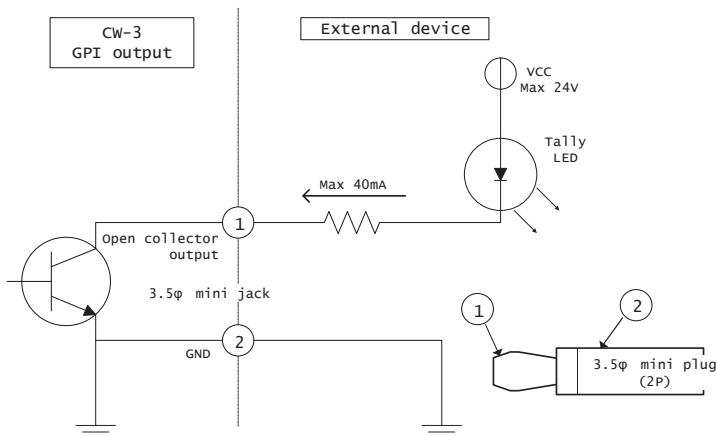 CW-3
GPI output
External device
VCC
Max 24V
Tally
LED
Max 40mA
1
Open collector
output
3.5φ mini jack
2
GND
1
2
3.5φ mini plug
(2P)